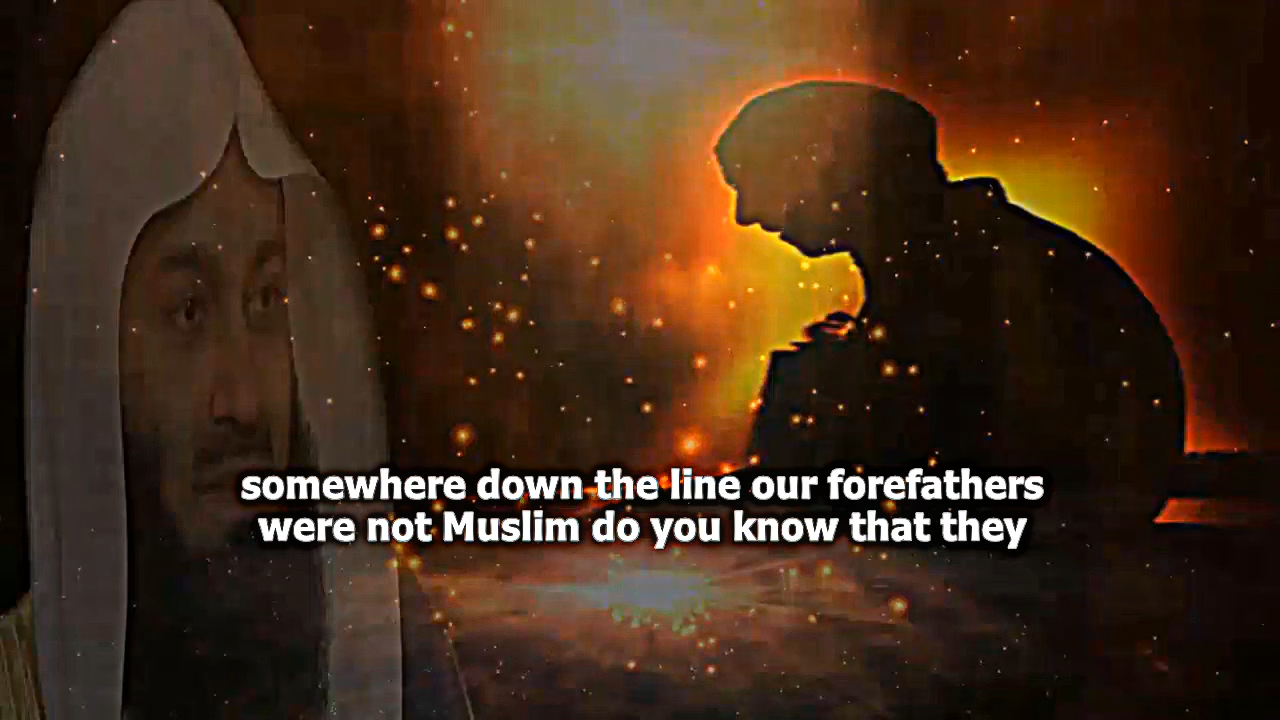 somewhere down the line our forefathers
were not Muslim do you know that they